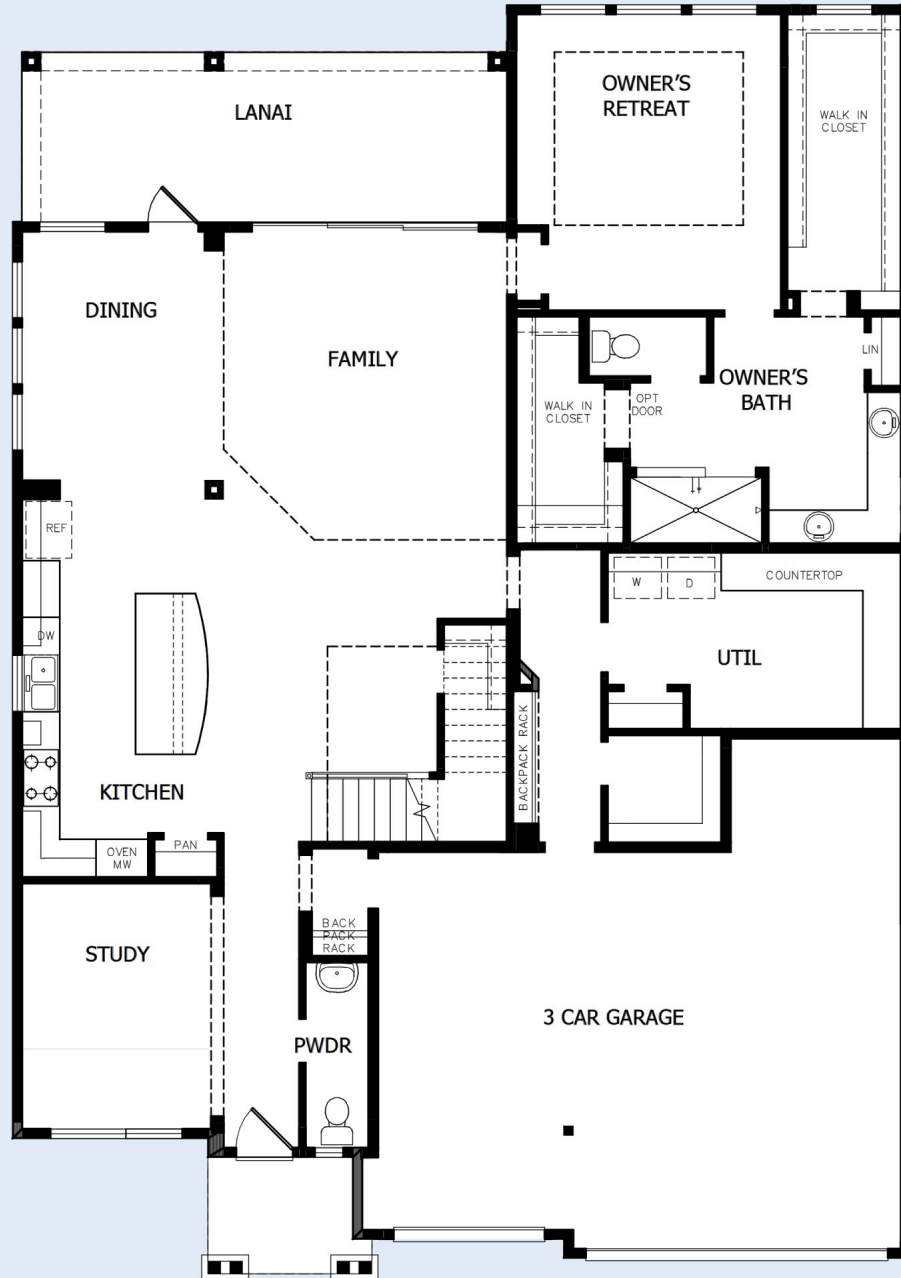 OWNER'S
RETREAT
WALK IN
CLOSET
LANAI
DINING
FAMILY
LIN
OWNER'S
BATH
OPT
DOOR
WALK IN
CLOSET
REF
W
D
COUNTERTOP
DW
UTIL
BACKPACK RACK
KITCHEN
PAN
OVEN
MW
BACK
PACK
RACK
STUDY
3 CAR GARAGE
PWDR